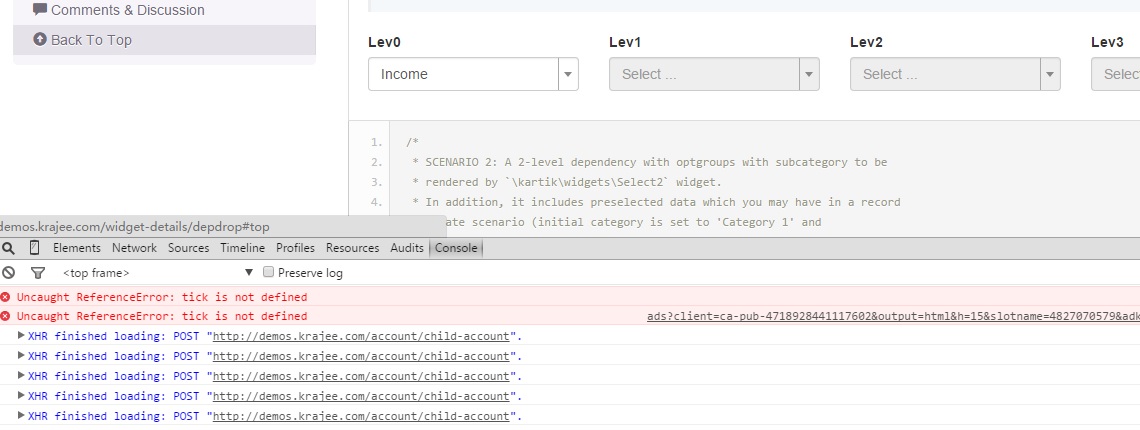 Comments & Discussion
Back To Top
Lev0 Lev1 Lev2 Lev3
Income Select ... Select ... Selec
1. /*
2. * SCENARIO 2: A 2-level dependency with optgroups with subcategory to be
3. * rendered by `\kartik\widgets\Select2` widget.
4. * In addition, it includes preselected data which you may have in a record
ate scenario (initial category is set to 'Category 1' and
demos.krajee.com/widget-details/depdrop#top
Elements Network Sources Timeline Profiles Resources Audits Console
<top frame> Preserve log
Uncaught ReferenceError: tick is not defined
Uncaught ReferenceError: tick is not defined ads?client=ca-pub-4718928441117602&output=html&h=15&slotname=4827070579&adk
XHR finished loading: POST "http://demos.krajee.com/account/child-account".
XHR finished loading: POST "http://demos.krajee.com/account/child-account".
XHR finished loading: POST "http://demos.krajee.com/account/child-account".
XHR finished loading: POST "http://demos.krajee.com/account/child-account".
XHR finished loading: POST "http://demos.krajee.com/account/child-account".